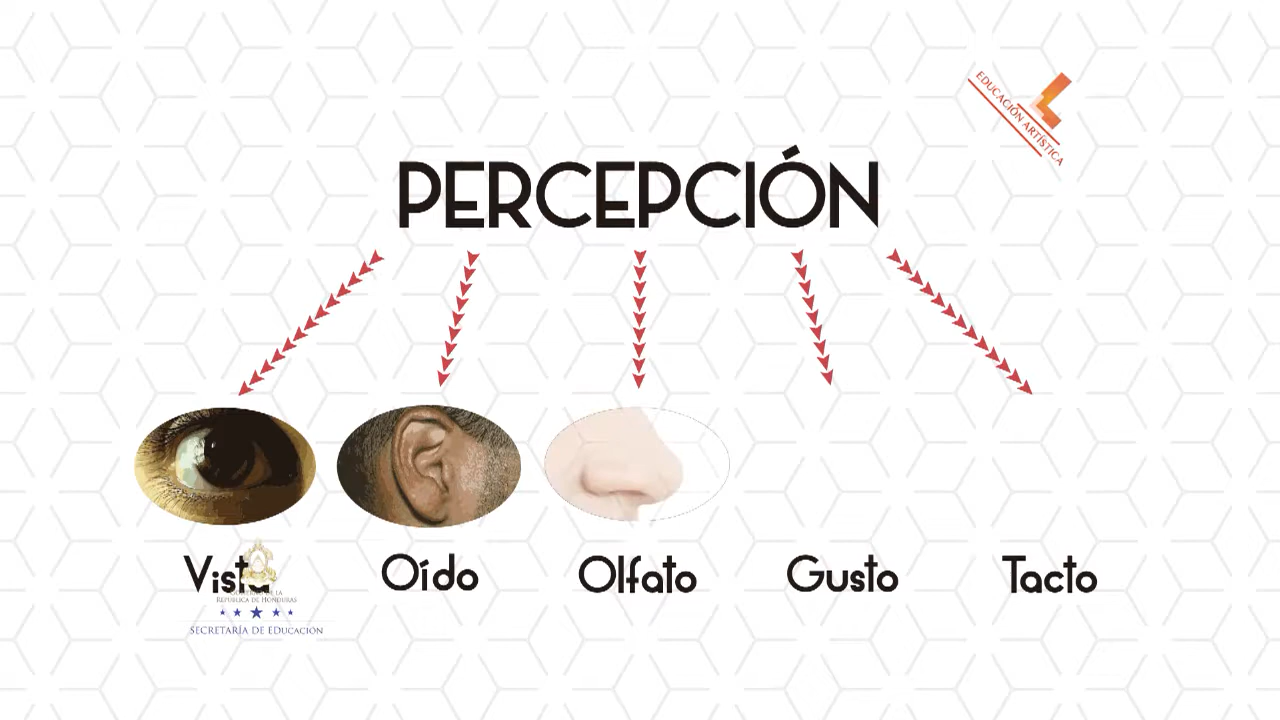 EDUCACIÓN ARTÍSTICA
PERCEPCIÓN
Vista
Oído
Olfato
Gusto
Tacto
REPÚBLICA DE HONDURAS
SECRETARÍA DE EDUCACIÓN